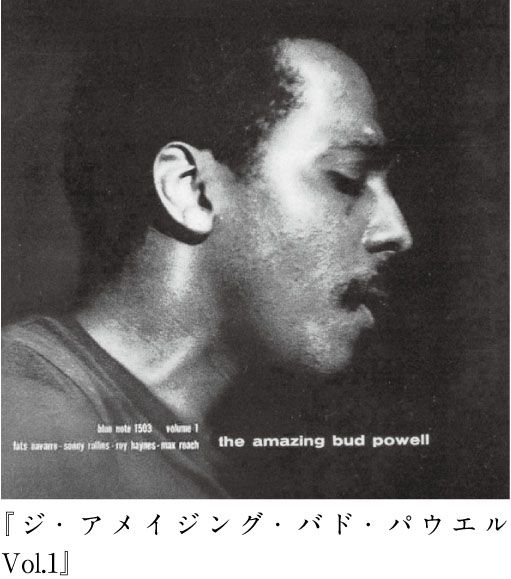 blue note 1503 volume 1
fats navarro · sonny rollins · roy haynes · max roach the amazing bud powell
『ジ・アメイジング・バド・パウエル
Vol.1』